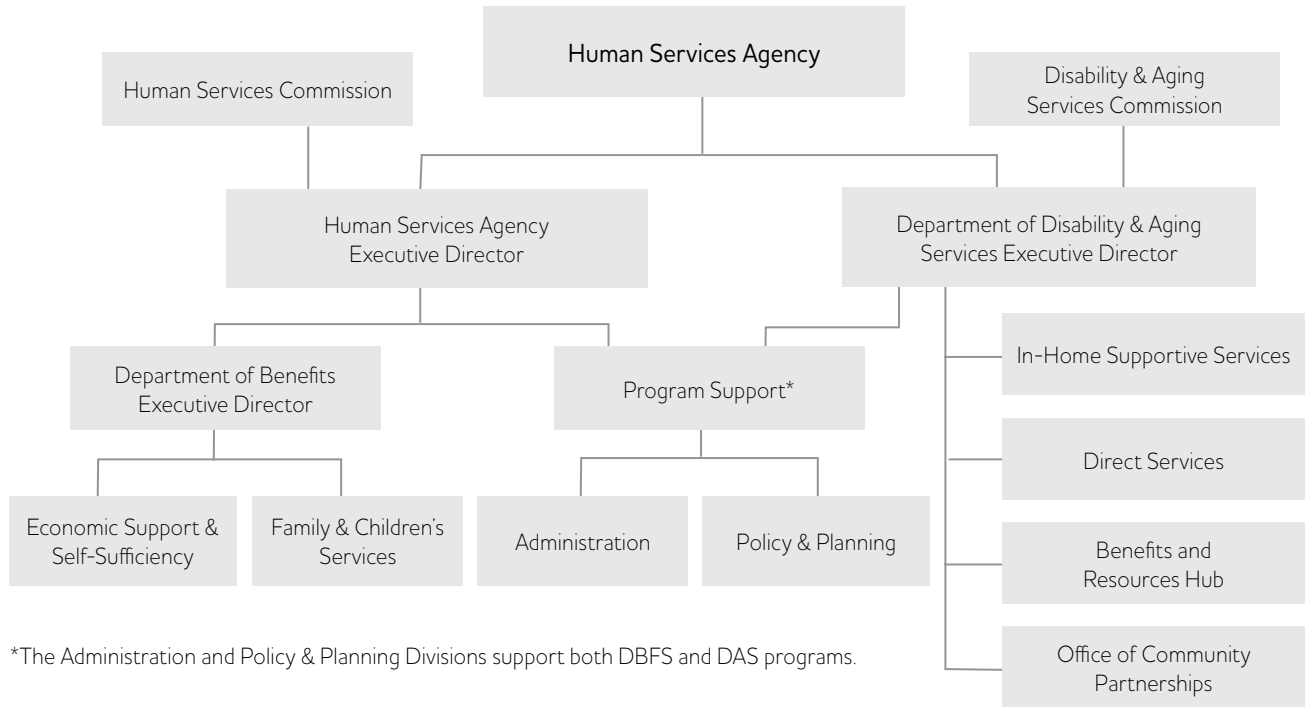 Human Services Agency
Human Services Commission
Disability & Aging
Services Commission
Human Services Agency
Executive Director
Department of Disability & Aging
Services Executive Director
Department of Benefits
Executive Director
Program Support*
In-Home Supportive Services
Direct Services
Economic Support &
Self-Sufficiency
Family & Children's
Services
Administration
Policy & Planning
Benefits and
Resources Hub
Office of Community
Partnerships
*The Administration and Policy & Planning Divisions support both DBFS and DAS programs.